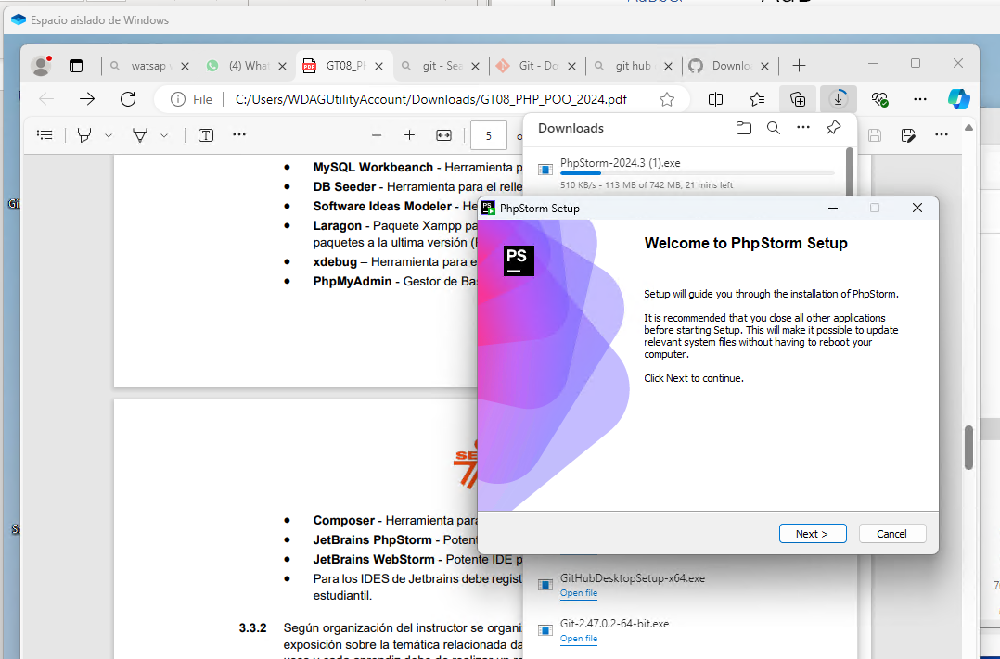 Espacio aislado de Windows
watsap
(4) Wha
GT08_P
git - Sea
Git - Do
git hub
Downlo
File
C:/Users/WDAGUtilityAccount/Downloads/GT08_PHP_POO_2024.pdf
5
Downloads
PhpStorm-2024.3 (1).exe
510 KB/s - 113 MB of 742 MB, 21 mins left
• MySQL Workbeanch - Herramienta p
• DB Seeder - Herramienta para el relle
• Software Ideas Modeler - He
• Laragon - Paquete Xampp pa
paquetes a la ultima versión (
• xdebug – Herramienta para e
• PhpMyAdmin - Gestor de Ba
PhpStorm Setup
PS
Welcome to PhpStorm Setup
Setup will guide you through the installation of PhpStorm.
It is recommended that you close all other applications
before starting Setup. This will make it possible to update
relevant system files without having to reboot your
computer.
Click Next to continue.
Next >
Cancel
SE
• Composer - Herramienta par
• JetBrains PhpStorm - Potent
• JetBrains WebStorm - Potente IDE p
• Para los IDES de Jetbrains debe regist
estudiantil.
3.3.2 Según organización del instructor se organi
exposición sobre la temática relacionada da
GitHubDesktopSetup-x64.exe
Open file
Git-2.47.0.2-64-bit.exe
Open file